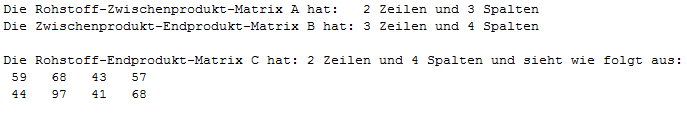 Die Rohstoff-Zwischenprodukt-Matrix A hat:   2 Zeilen und 3 Spalten
Die Zwischenprodukt-Endprodukt-Matrix B hat: 3 Zeilen und 4 Spalten

Die Rohstoff-Endprodukt-Matrix C hat: 2 Zeilen und 4 Spalten und sieht wie folgt aus:
 59   68   43   57
 44   97   41   68